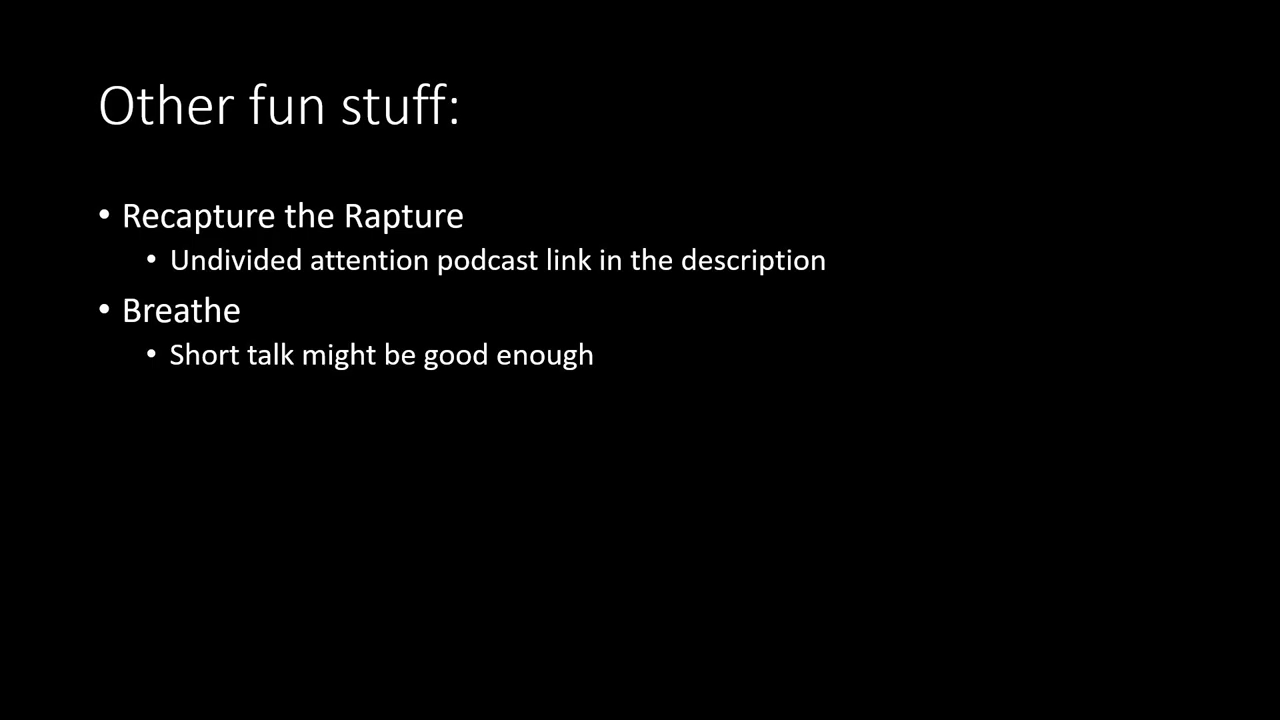 Other fun stuff:
• Recapture the Rapture
• Undivided attention podcast link in the description
• Breathe
• Short talk might be good enough